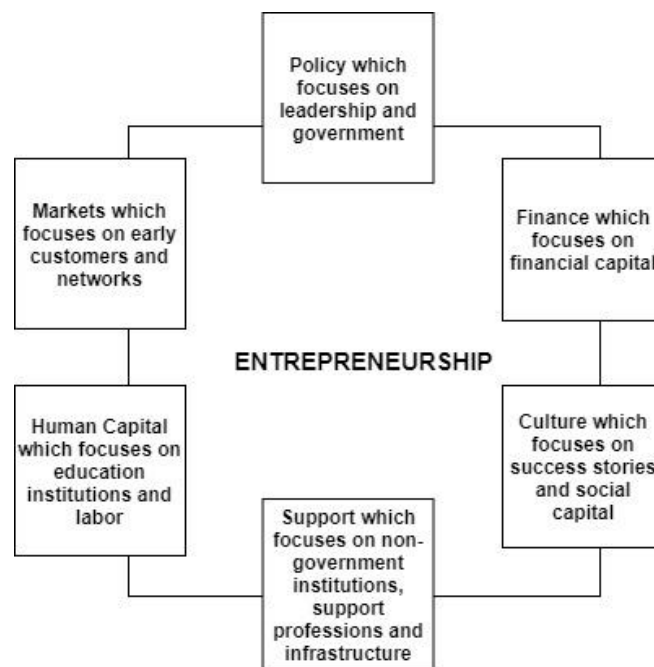 Policy which
focuses on
leadership and
government
Markets which
focuses on early
customers and
networks
Finance which
focuses on
financial capital
ENTREPRENEURSHIP
Human Capital
which focuses on
education
institutions and
labor
Culture which
focuses on
success stories
and social
capital
Support which
focuses on non-
government
institutions,
support
professions and
infrastructure